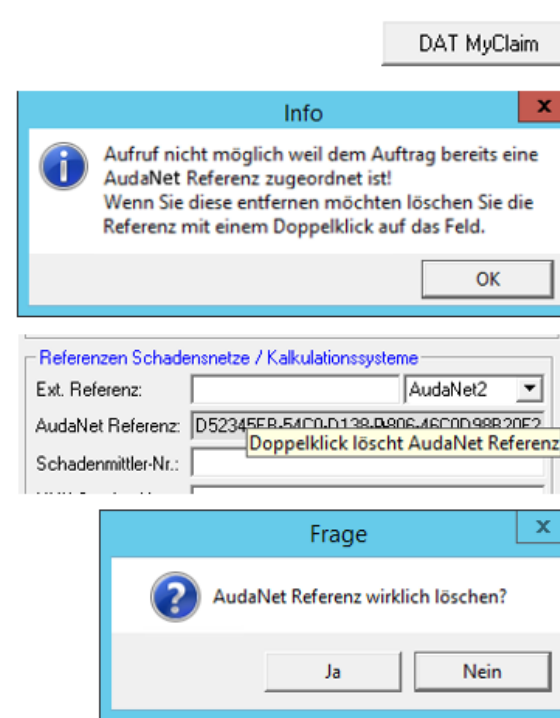 DAT MyClaim
Info
x
Aufruf nicht möglich weil dem Auftrag bereits eine
AudaNet Referenz zugeordnet ist!
Wenn Sie diese entfernen möchten löschen Sie die
Referenz mit einem Doppelklick auf das Feld.
OK
Referenzen Schadensnetze / Kalkulationssysteme
Ext. Referenz:
AudaNet2
AudaNet Referenz:
Doppelklick löscht AudaNet Referenz
Schadenmittler-Nr.:
Frage
x
AudaNet Referenz wirklich löschen?
Ja
Nein